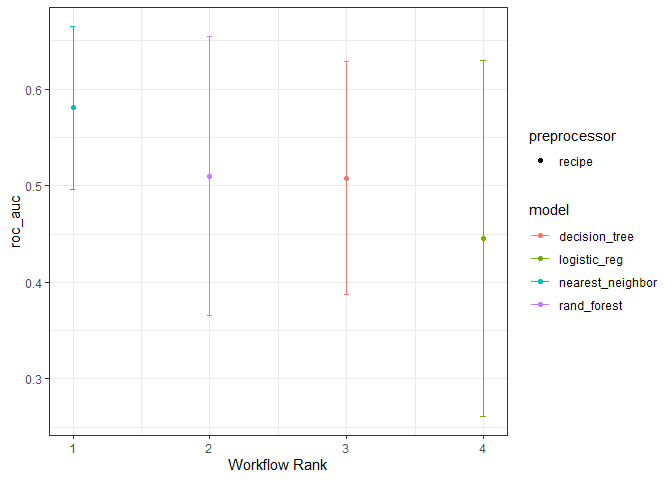 0.6
0.5
0.4
0.3
roc_auc
1
2
3
4
Workflow Rank
preprocessor
recipe
model
decision_tree
logistic_reg
nearest_neighbor
rand_forest